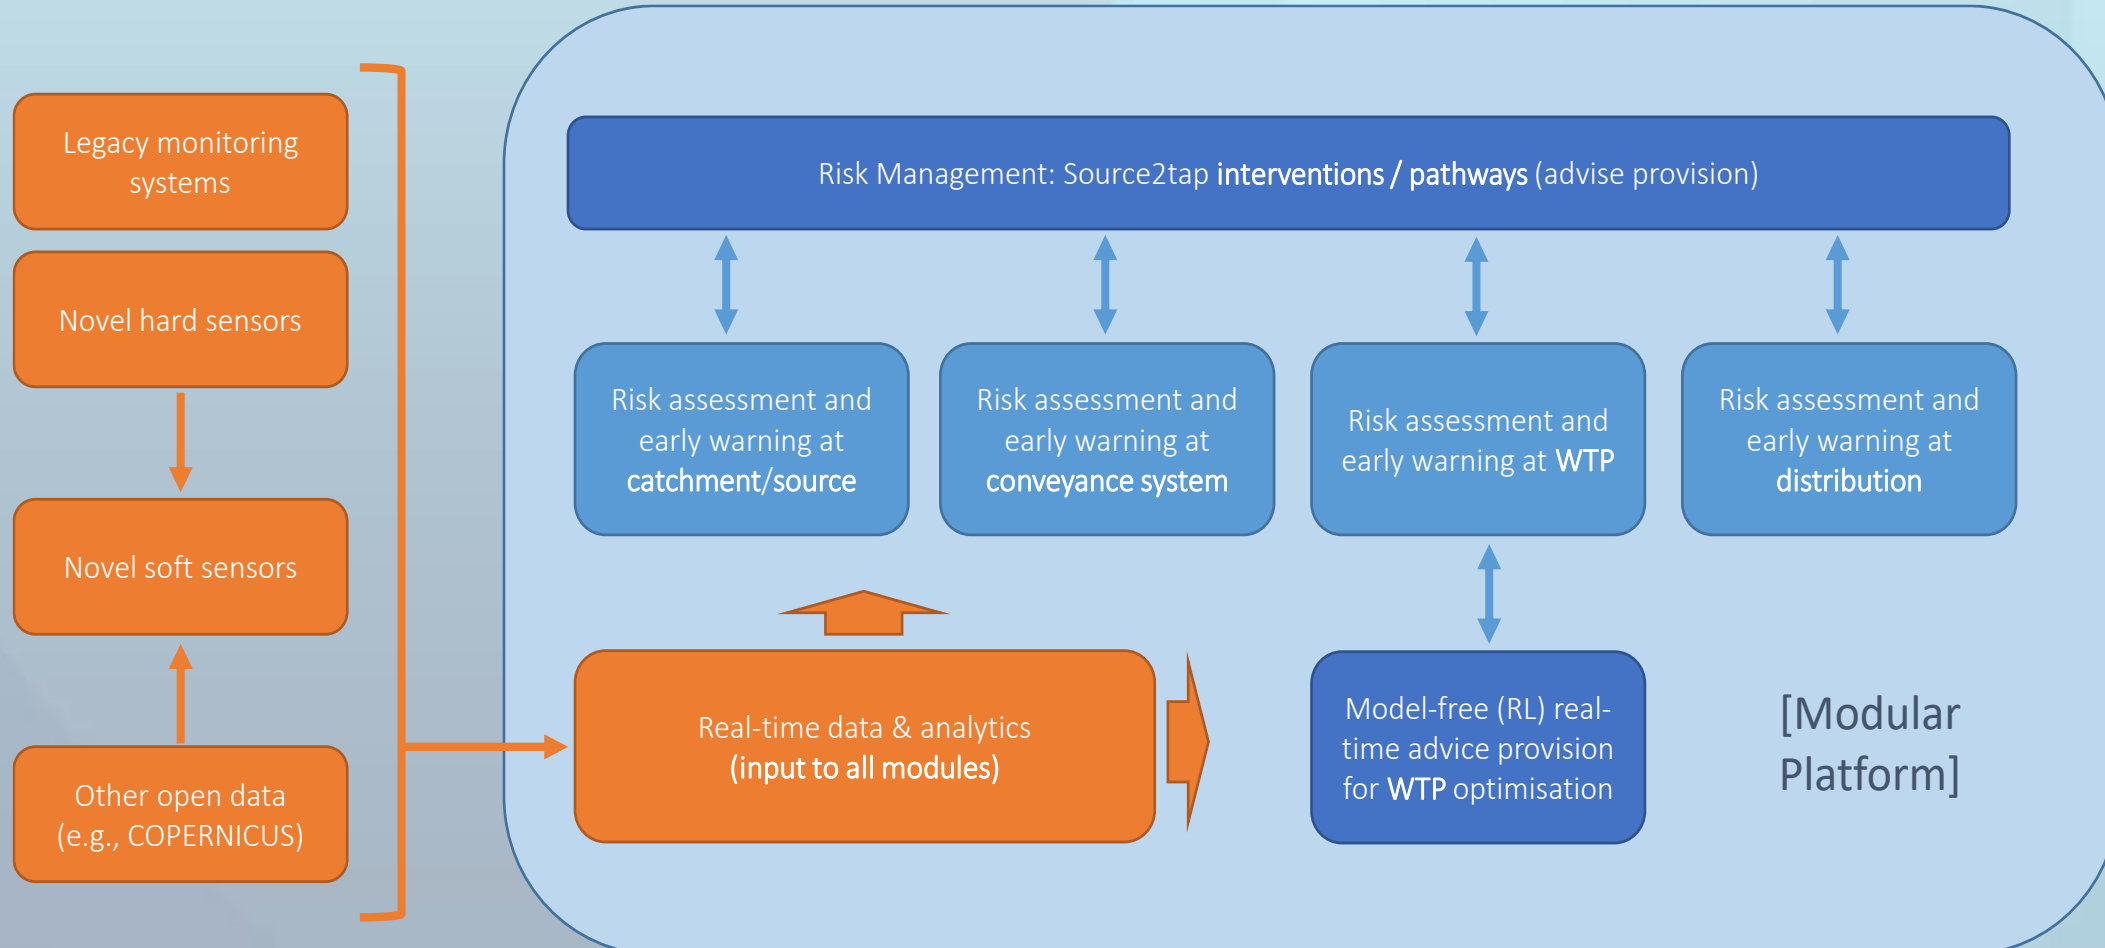 Legacy monitoring
systems
Novel hard sensors
Novel soft sensors
Other open data
(e.g., COPERNICUS)
Risk Management: Source2tap interventions / pathways (advise provision)
Risk assessment and
early warning at
catchment/source
Risk assessment and
early warning at
conveyance system
Risk assessment and
early warning at WTP
Risk assessment and
early warning at
distribution
Real-time data & analytics
(input to all modules)
Model-free (RL) real-
time advice provision
for WTP optimisation
[Modular
Platform]